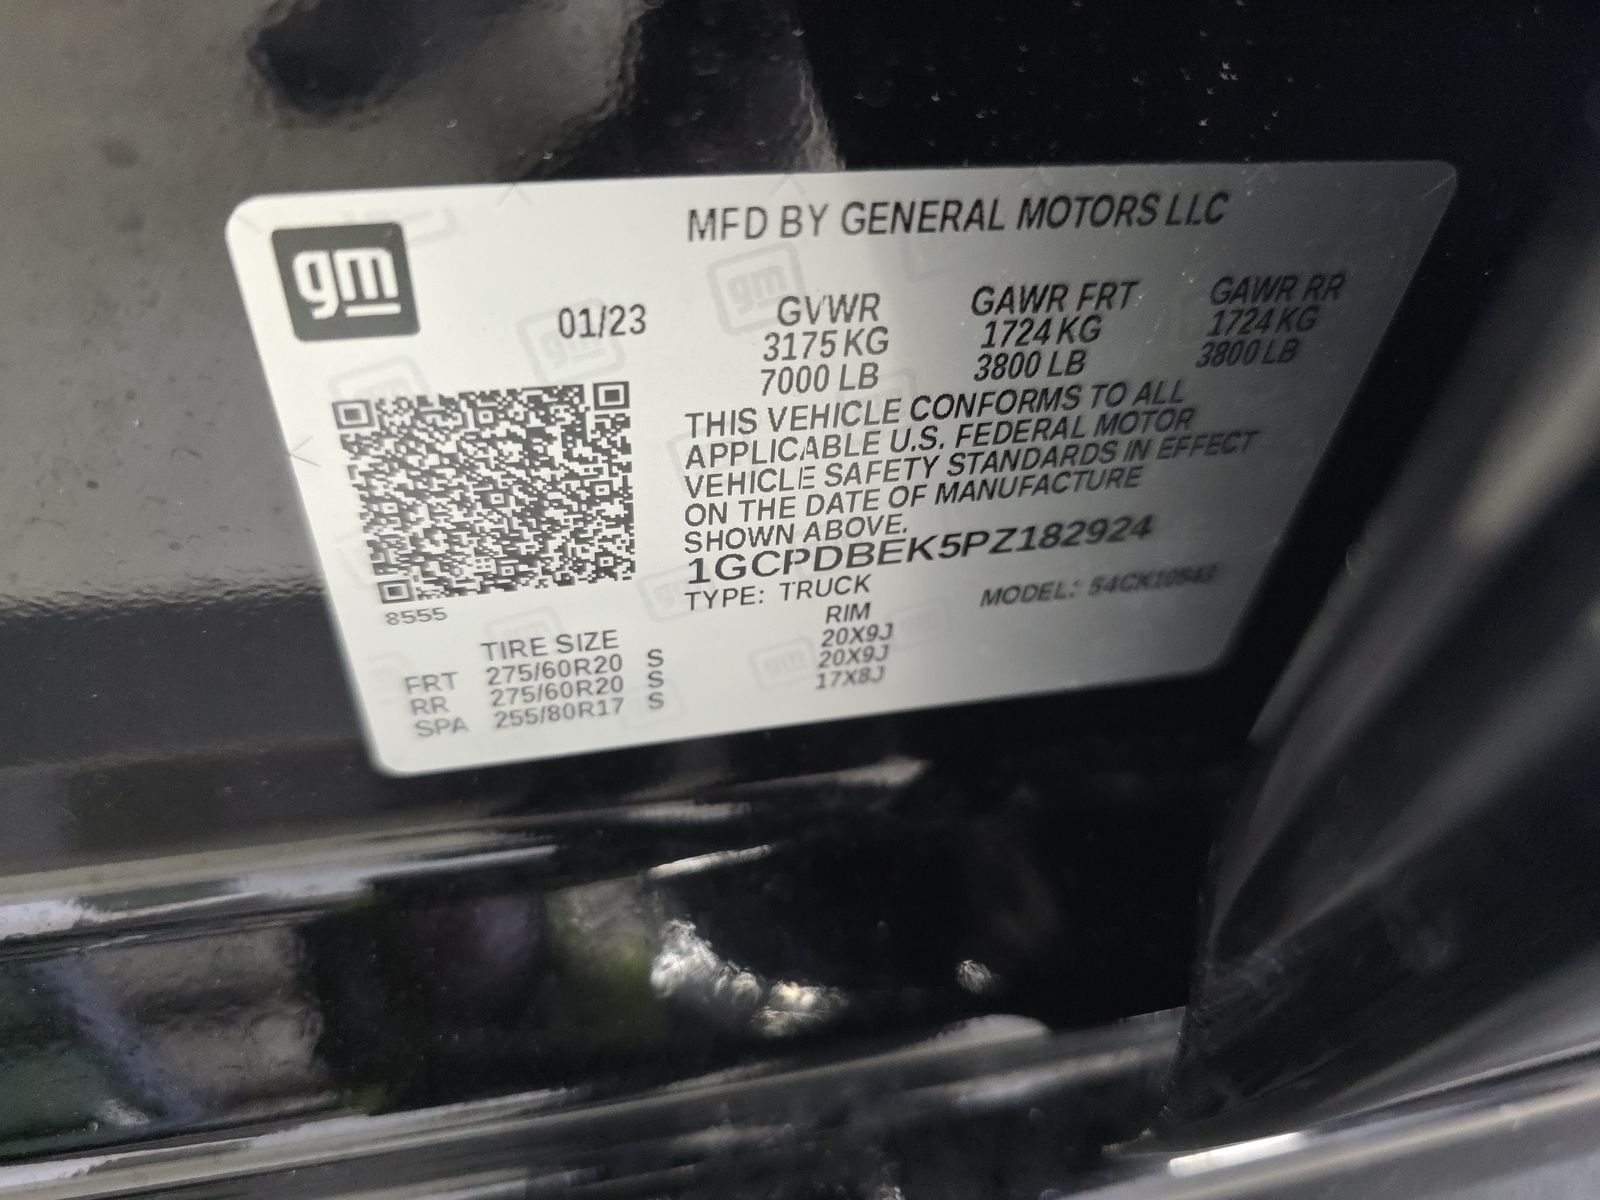 gm
MFD BY GENERAL MOTORS LLC
01/23
GVWR GAWR FRT GAWR RR
3175 KG 1724 KG 1724 KG
7000 LB 3800 LB 3800 LB
THIS VEHICLE CONFORMS TO ALL
APPLICABLE U.S. FEDERAL MOTOR
VEHICLE SAFETY STANDARDS IN EFFECT
ON THE DATE OF MANUFACTURE
SHOWN ABOVE.
1GCPDBEK5PZ182924
TYPE: TRUCK MODEL: 54CK10543
8555
TIRE SIZE RIM
FRT 275/60R20 S 20X9J
RR 275/60R20 S 20X9J
SPA 255/80R17 S 17X8J